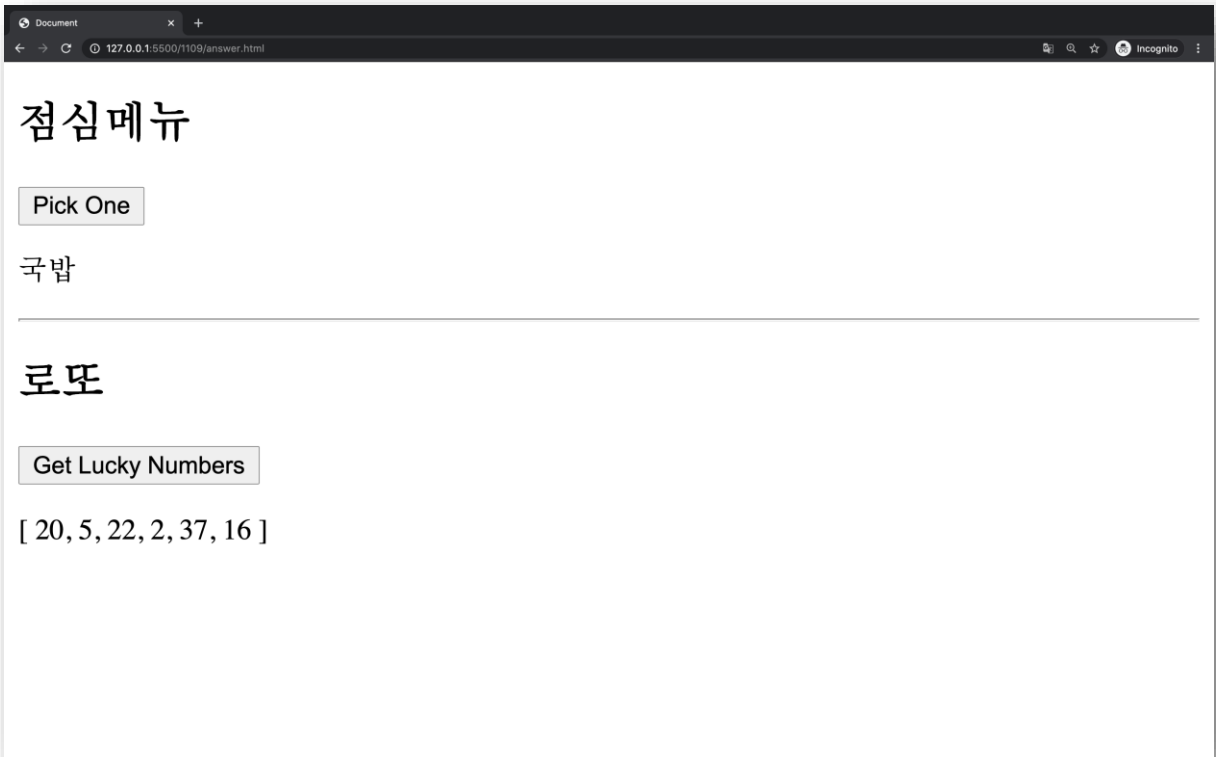 Document
127.0.0.1:5500/1109/answer.html
Incognito
점심메뉴
Pick One
국밥
로또
Get Lucky Numbers
[ 20, 5, 22, 2, 37, 16 ]